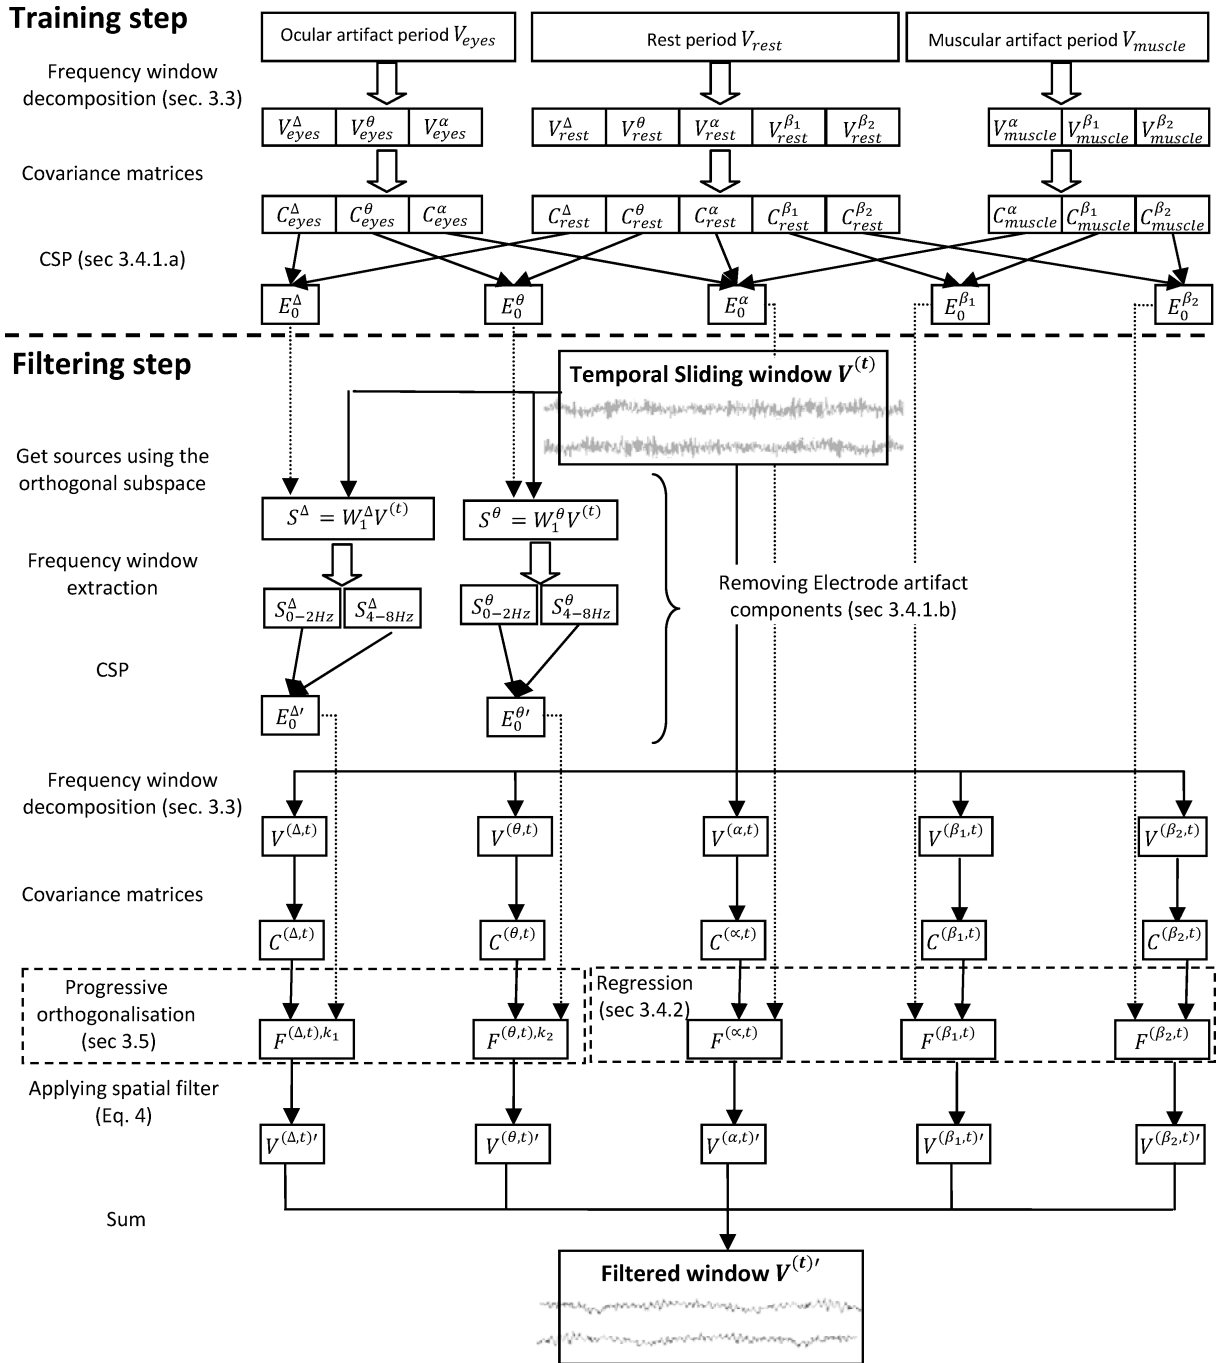 Training step
Ocular artifact period V_eyes
Rest period V_rest
Muscular artifact period V_muscle
Frequency window
decomposition (sec. 3.3)
V_eyes^Δ V_eyes^θ V_eyes^α
V_rest^Δ V_rest^θ V_rest^α V_rest^β₁ V_rest^β₂
V_muscle^α V_muscle^β₁ V_muscle^β₂
Covariance matrices
C_eyes^Δ C_eyes^θ C_eyes^α
C_rest^Δ C_rest^θ C_rest^α C_rest^β₁ C_rest^β₂
C_muscle^α C_muscle^β₁ C_muscle^β₂
CSP (sec 3.4.1.a)
E_0^Δ E_0^θ E_0^α E_0^β₁ E_0^β₂
Filtering step
Temporal Sliding window V^(t)
Get sources using the
orthogonal subspace
S^Δ = W_1^Δ V^(t)
S^θ = W_1^θ V^(t)
Frequency window
extraction
S_0−2Hz^Δ S_4−8Hz^Δ
S_0−2Hz^θ S_4−8Hz^θ
Removing Electrode artifact
components (sec 3.4.1.b)
CSP
E_0^Δ′ E_0^θ′
Frequency window
decomposition (sec. 3.3)
V^(Δ,t) V^(θ,t) V^(α,t) V^(β₁,t) V^(β₂,t)
Covariance matrices
C^(Δ,t) C^(θ,t) C^(∝,t) C^(β₁,t) C^(β₂,t)
Progressive
orthogonalisation
(sec 3.5)
Regression
(sec 3.4.2)
F^(Δ,t),k₁ F^(θ,t),k₂ F^(∝,t) F^(β₁,t) F^(β₂,t)
Applying spatial filter
(Eq. 4)
V^(Δ,t)′ V^(θ,t)′ V^(α,t)′ V^(β₁,t)′ V^(β₂,t)′
Sum
Filtered window V^(t)′